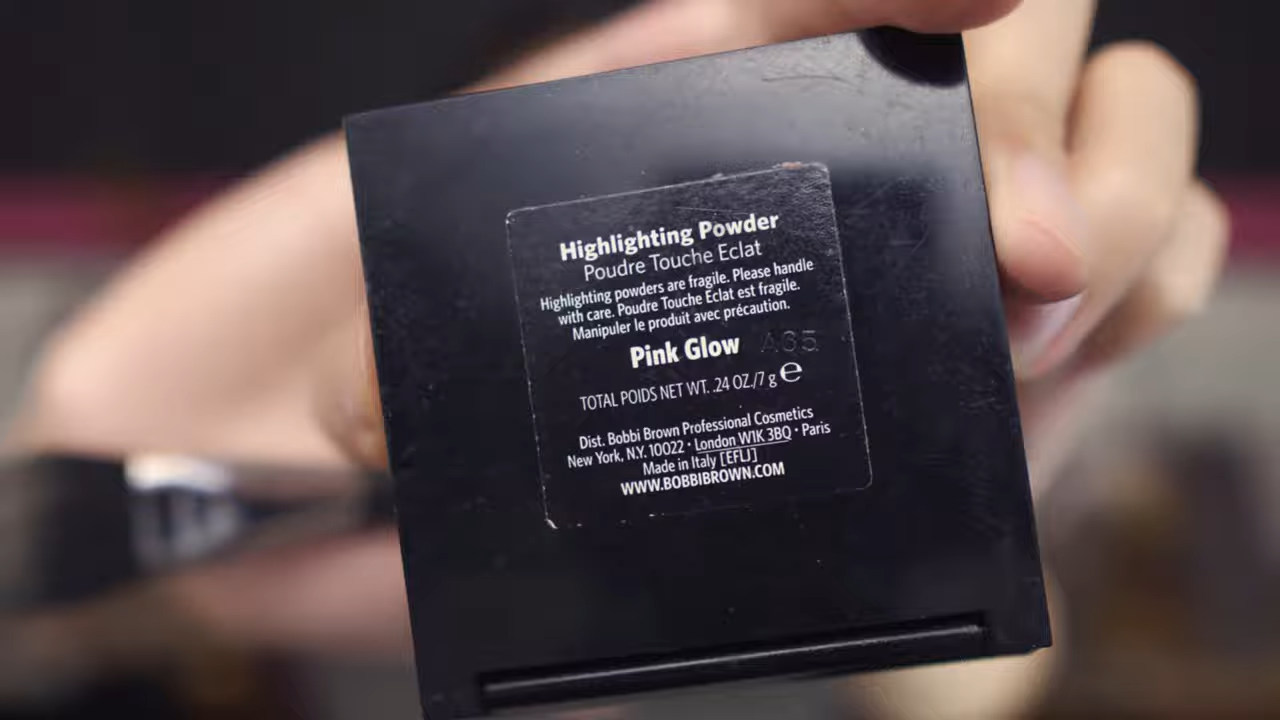 Highlighting Powder
Poudre Touche Eclat
Highlighting powders are fragile. Please handle
with care. Poudre Touche Eclat est fragile.
Manipuler le produit avec précaution.
Pink Glow A35
TOTAL POIDS NET WT. .24 OZ./7 g ℮
Dist. Bobbi Brown Professional Cosmetics
New York, N.Y. 10022 • London W1K 3BQ • Paris
Made in Italy [EFLJ]
WWW.BOBBIBROWN.COM